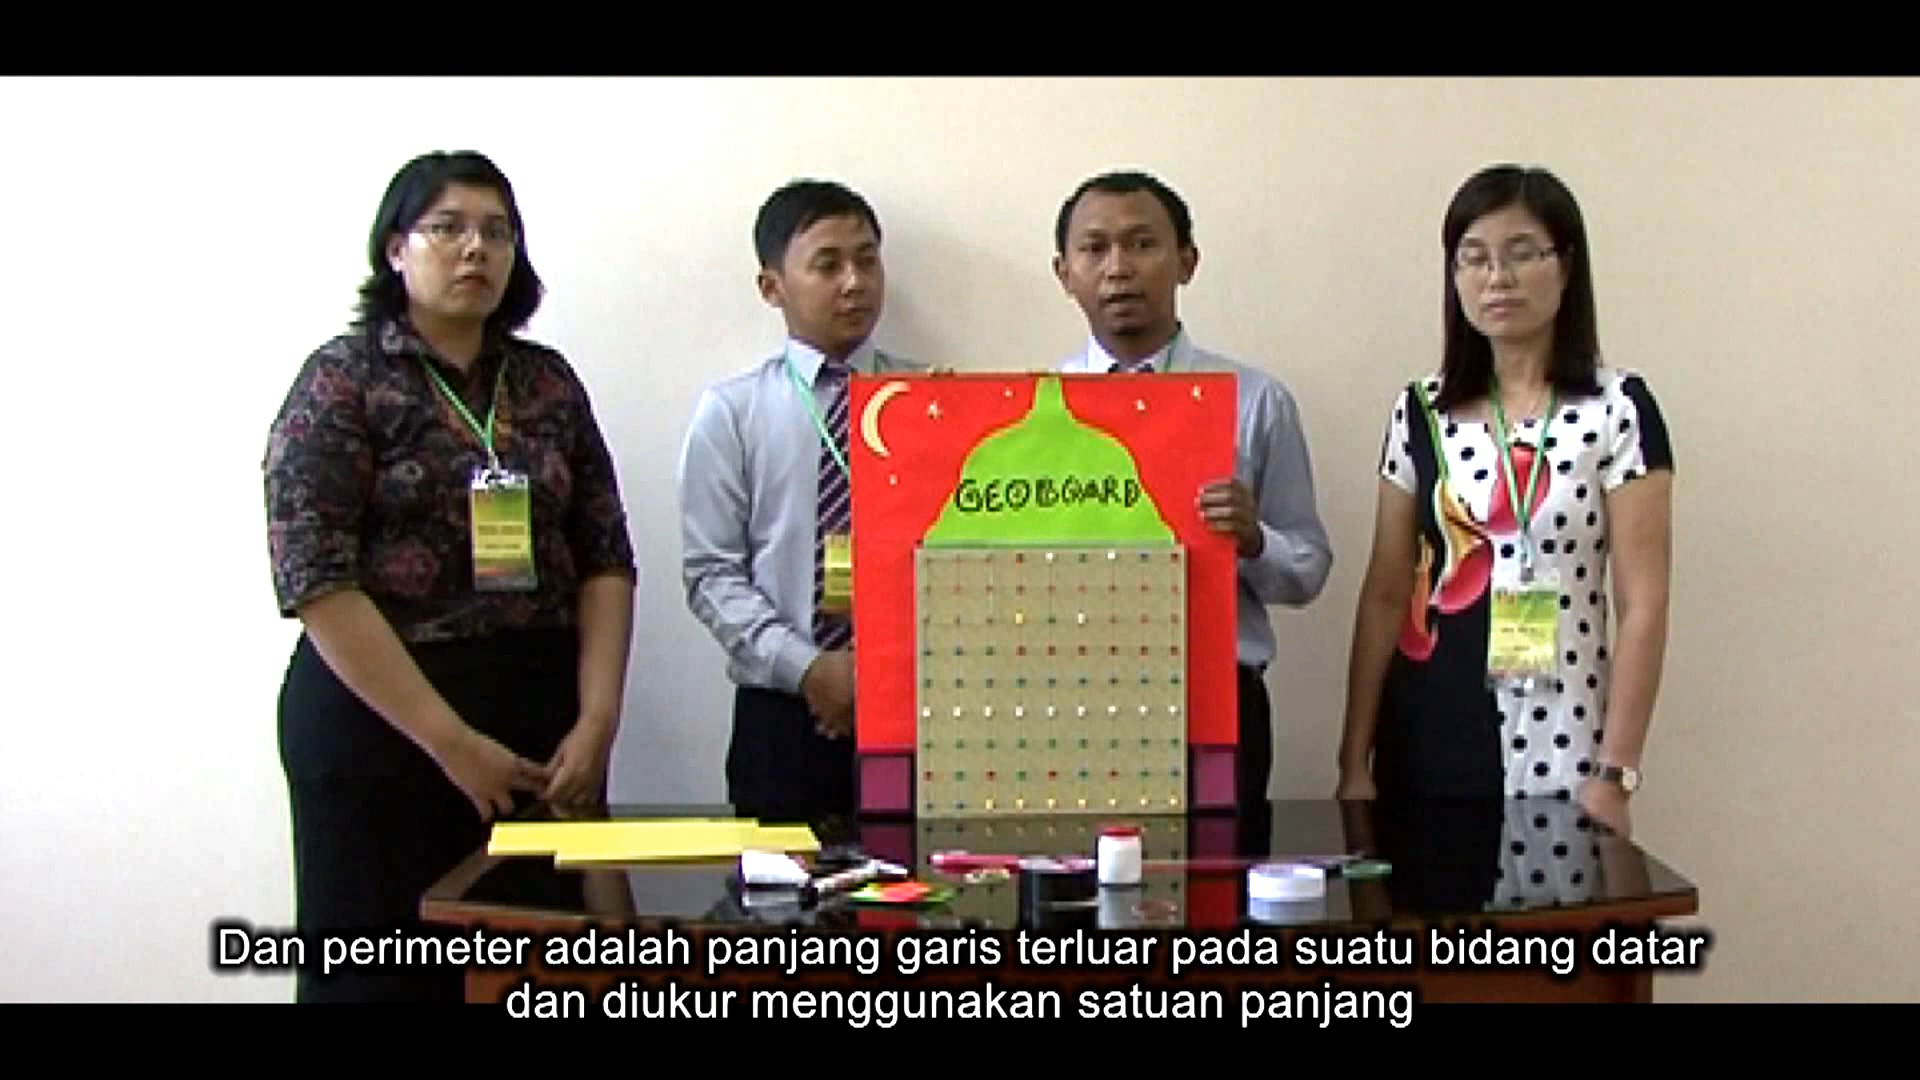 GEOBOARD
Dan perimeter adalah panjang garis terluar pada suatu bidang datar
dan diukur menggunakan satuan panjang